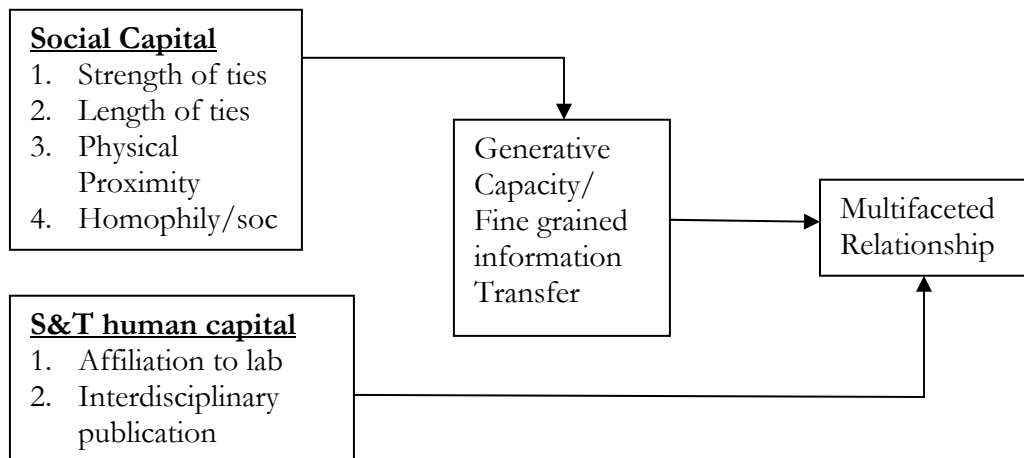 Social Capital
1. Strength of ties
2. Length of ties
3. Physical
Proximity
4. Homophily/soc
Generative
Capacity/
Fine grained
information
Transfer
Multifaceted
Relationship
S&T human capital
1. Affiliation to lab
2. Interdisciplinary
publication